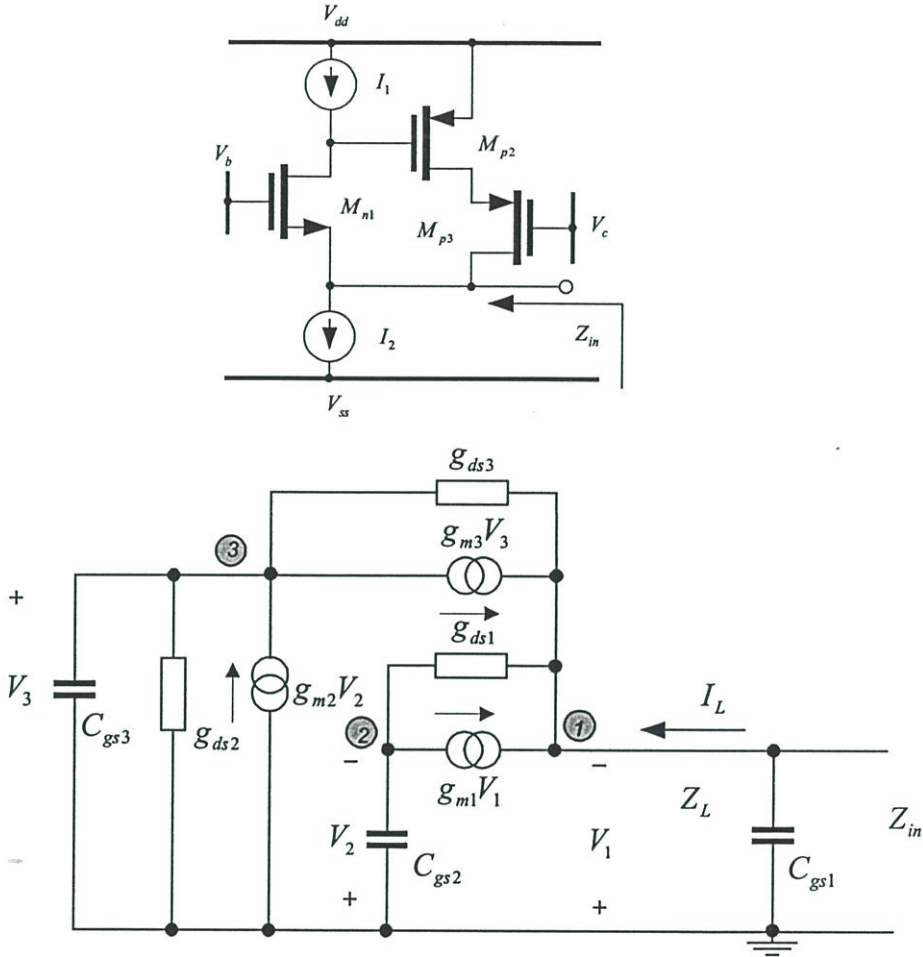 V_dd
I_1
V_b
M_p2
M_n1
M_p3
V_c
I_2
Z_in
V_ss
g_ds3
3
g_m3V_3
+
g_ds1
V_3
g_m2V_2
C_gs3
g_ds2
2
1
I_L
-
-
g_m1V_1
Z_L
Z_in
V_2
C_gs2
V_1
C_gs1
+
+